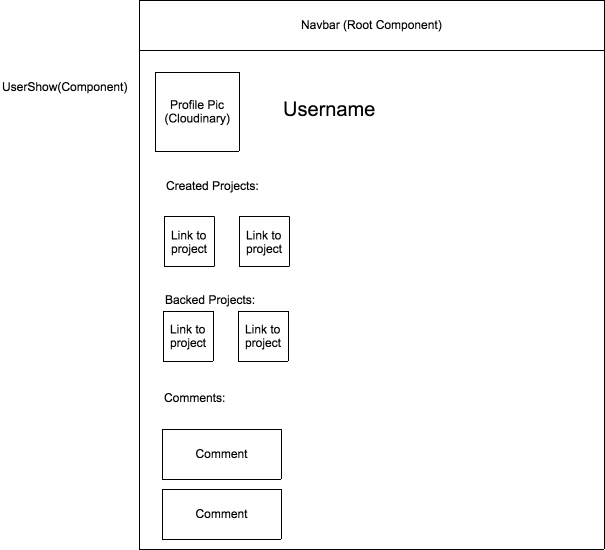 Navbar (Root Component)
UserShow(Component)
Profile Pic
(Cloudinary)
Username
Created Projects:
Link to
project
Link to
project
Backed Projects:
Link to
project
Link to
project
Comments:
Comment
Comment